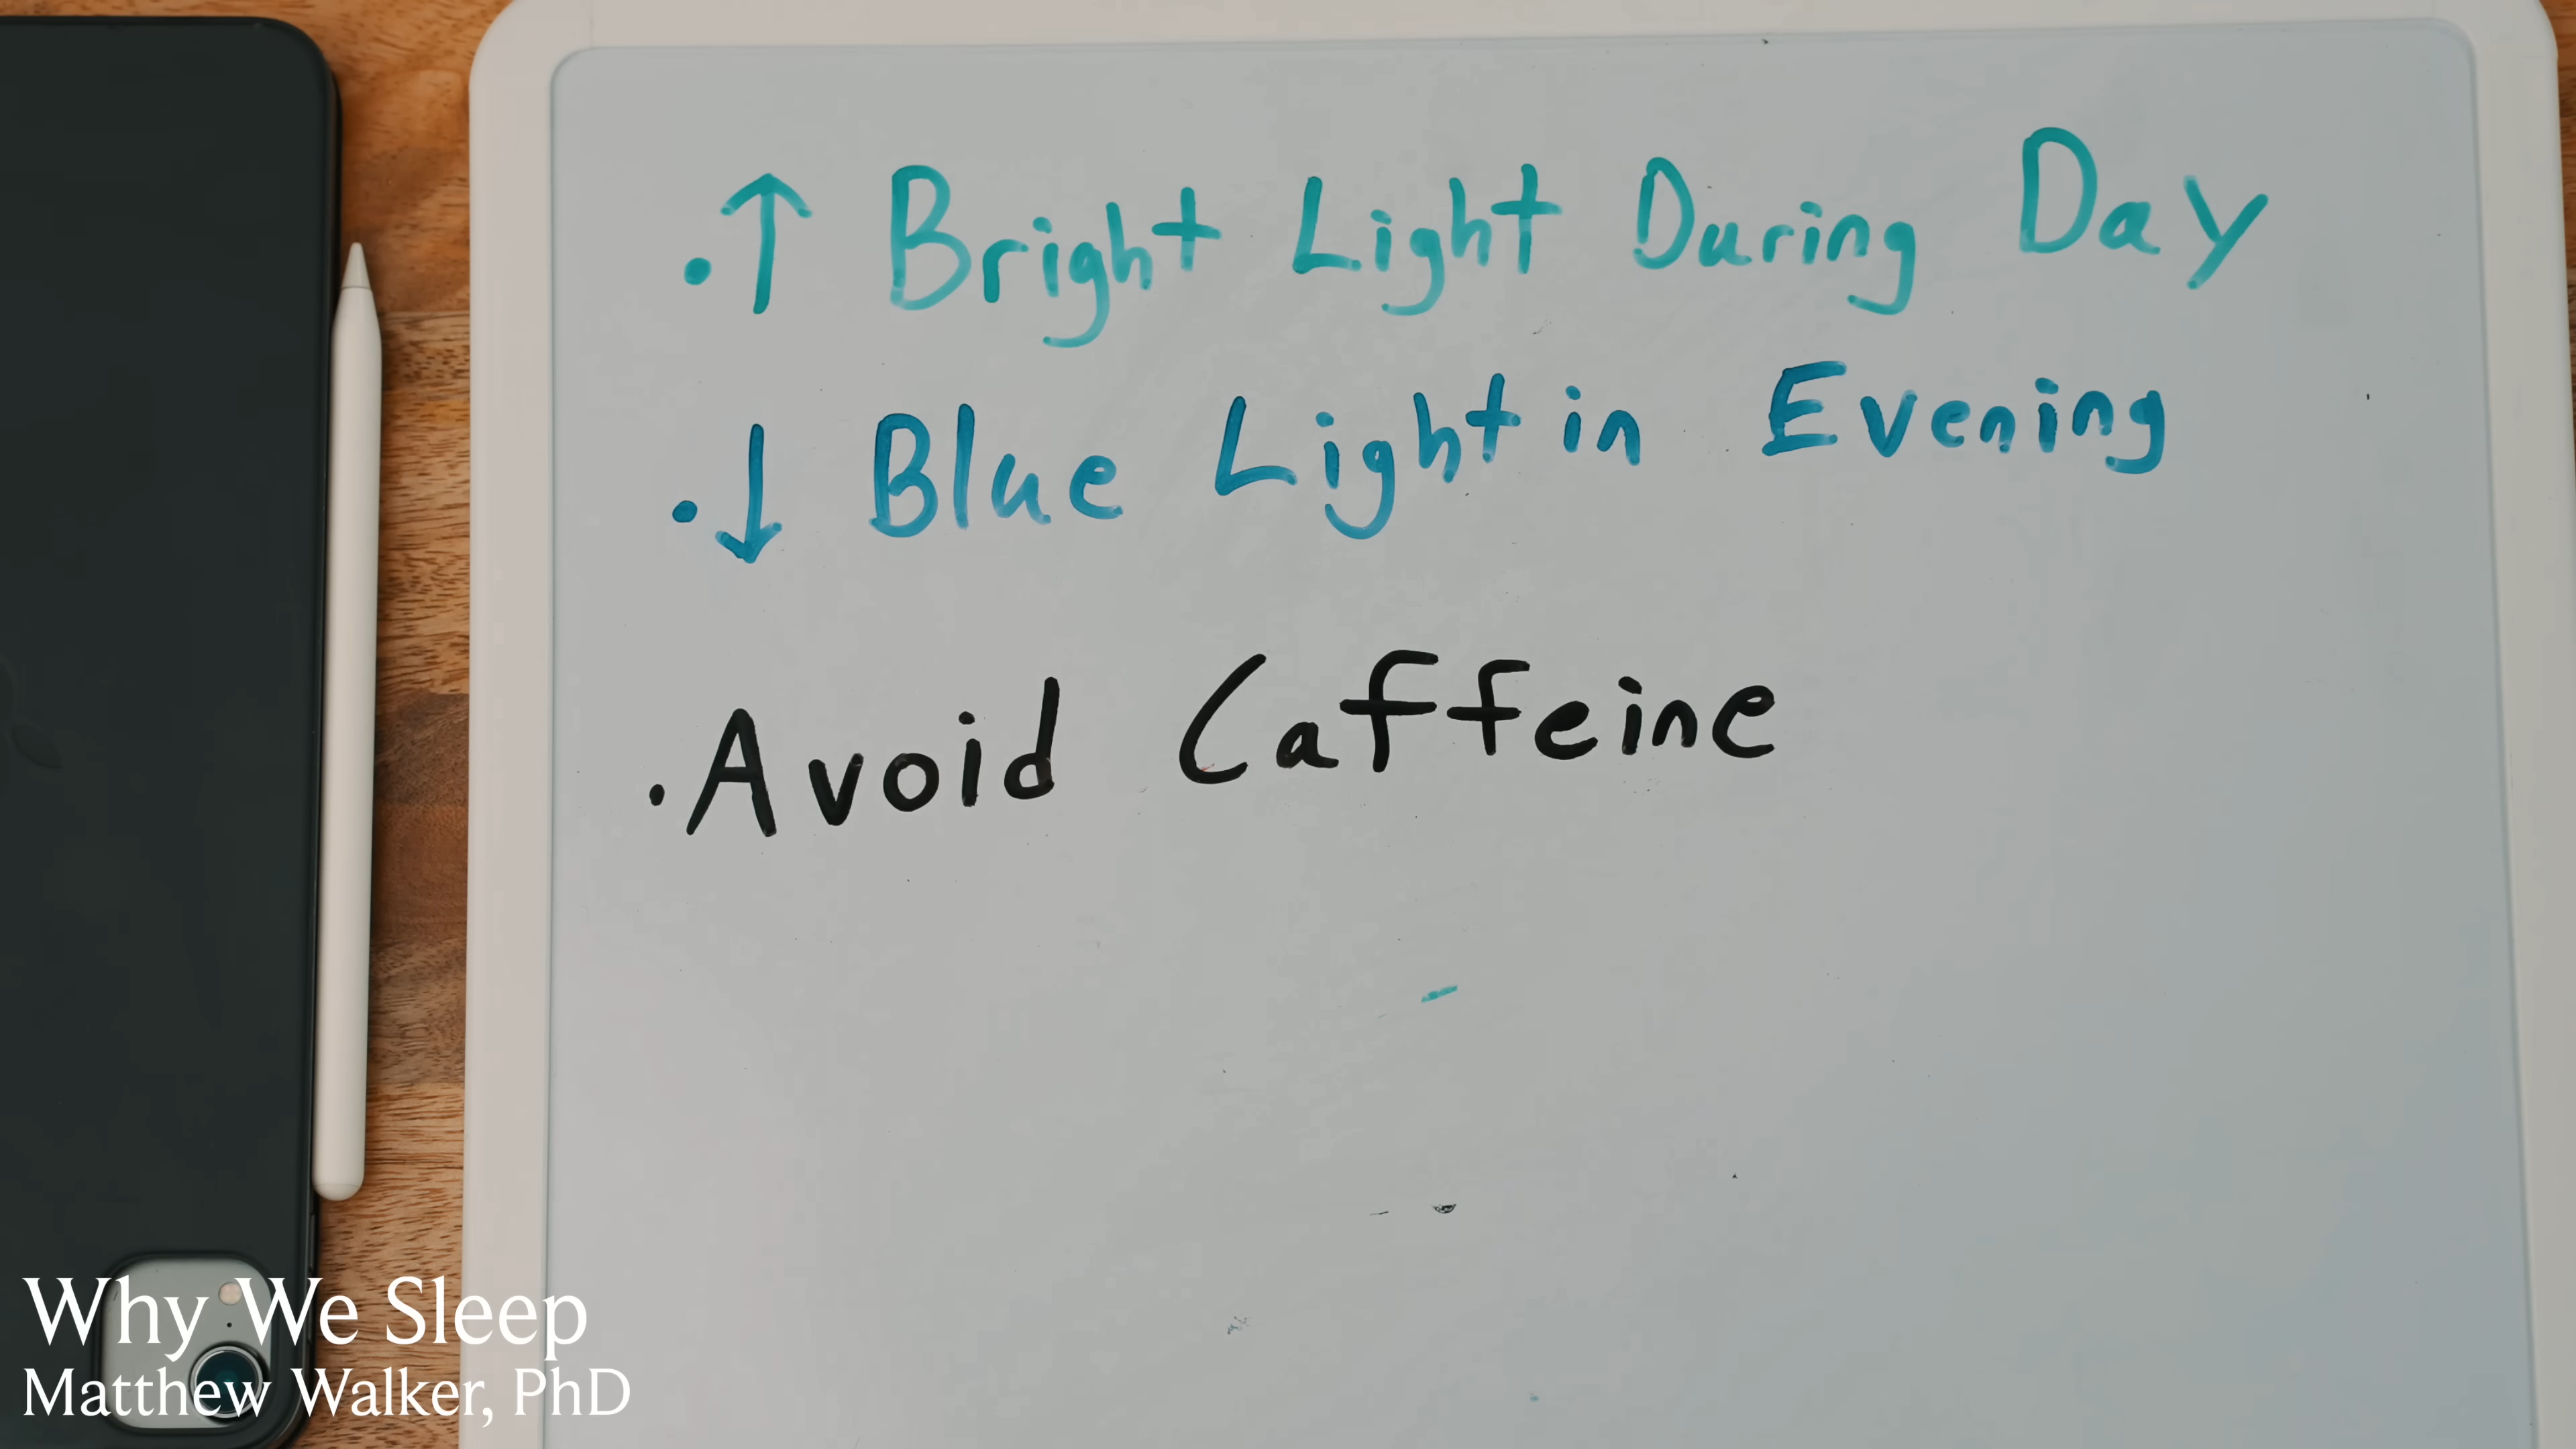 ·↑ Bright Light During Day
·↓ Blue Light in Evening
·Avoid Caffeine
Why We Sleep
Matthew Walker, PhD